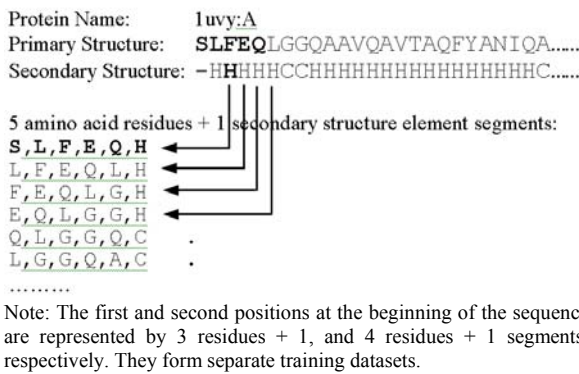 Protein Name: 1uvy:A
Primary Structure: SLFEQLGGQAAVQAVTAQFYANIQA......
Secondary Structure: -HHHHHCCHHHHHHHHHHHHHHHHC......
5 amino acid residues + 1 secondary structure element segments:
S,L,F,E,Q,H
L,F,E,Q,L,H
F,E,Q,L,G,H
E,Q,L,G,G,H
Q,L,G,G,Q,C .
L,G,G,Q,A,C .
.........
Note: The first and second positions at the beginning of the sequenc
are represented by 3 residues + 1, and 4 residues + 1 segments
respectively. They form separate training datasets.